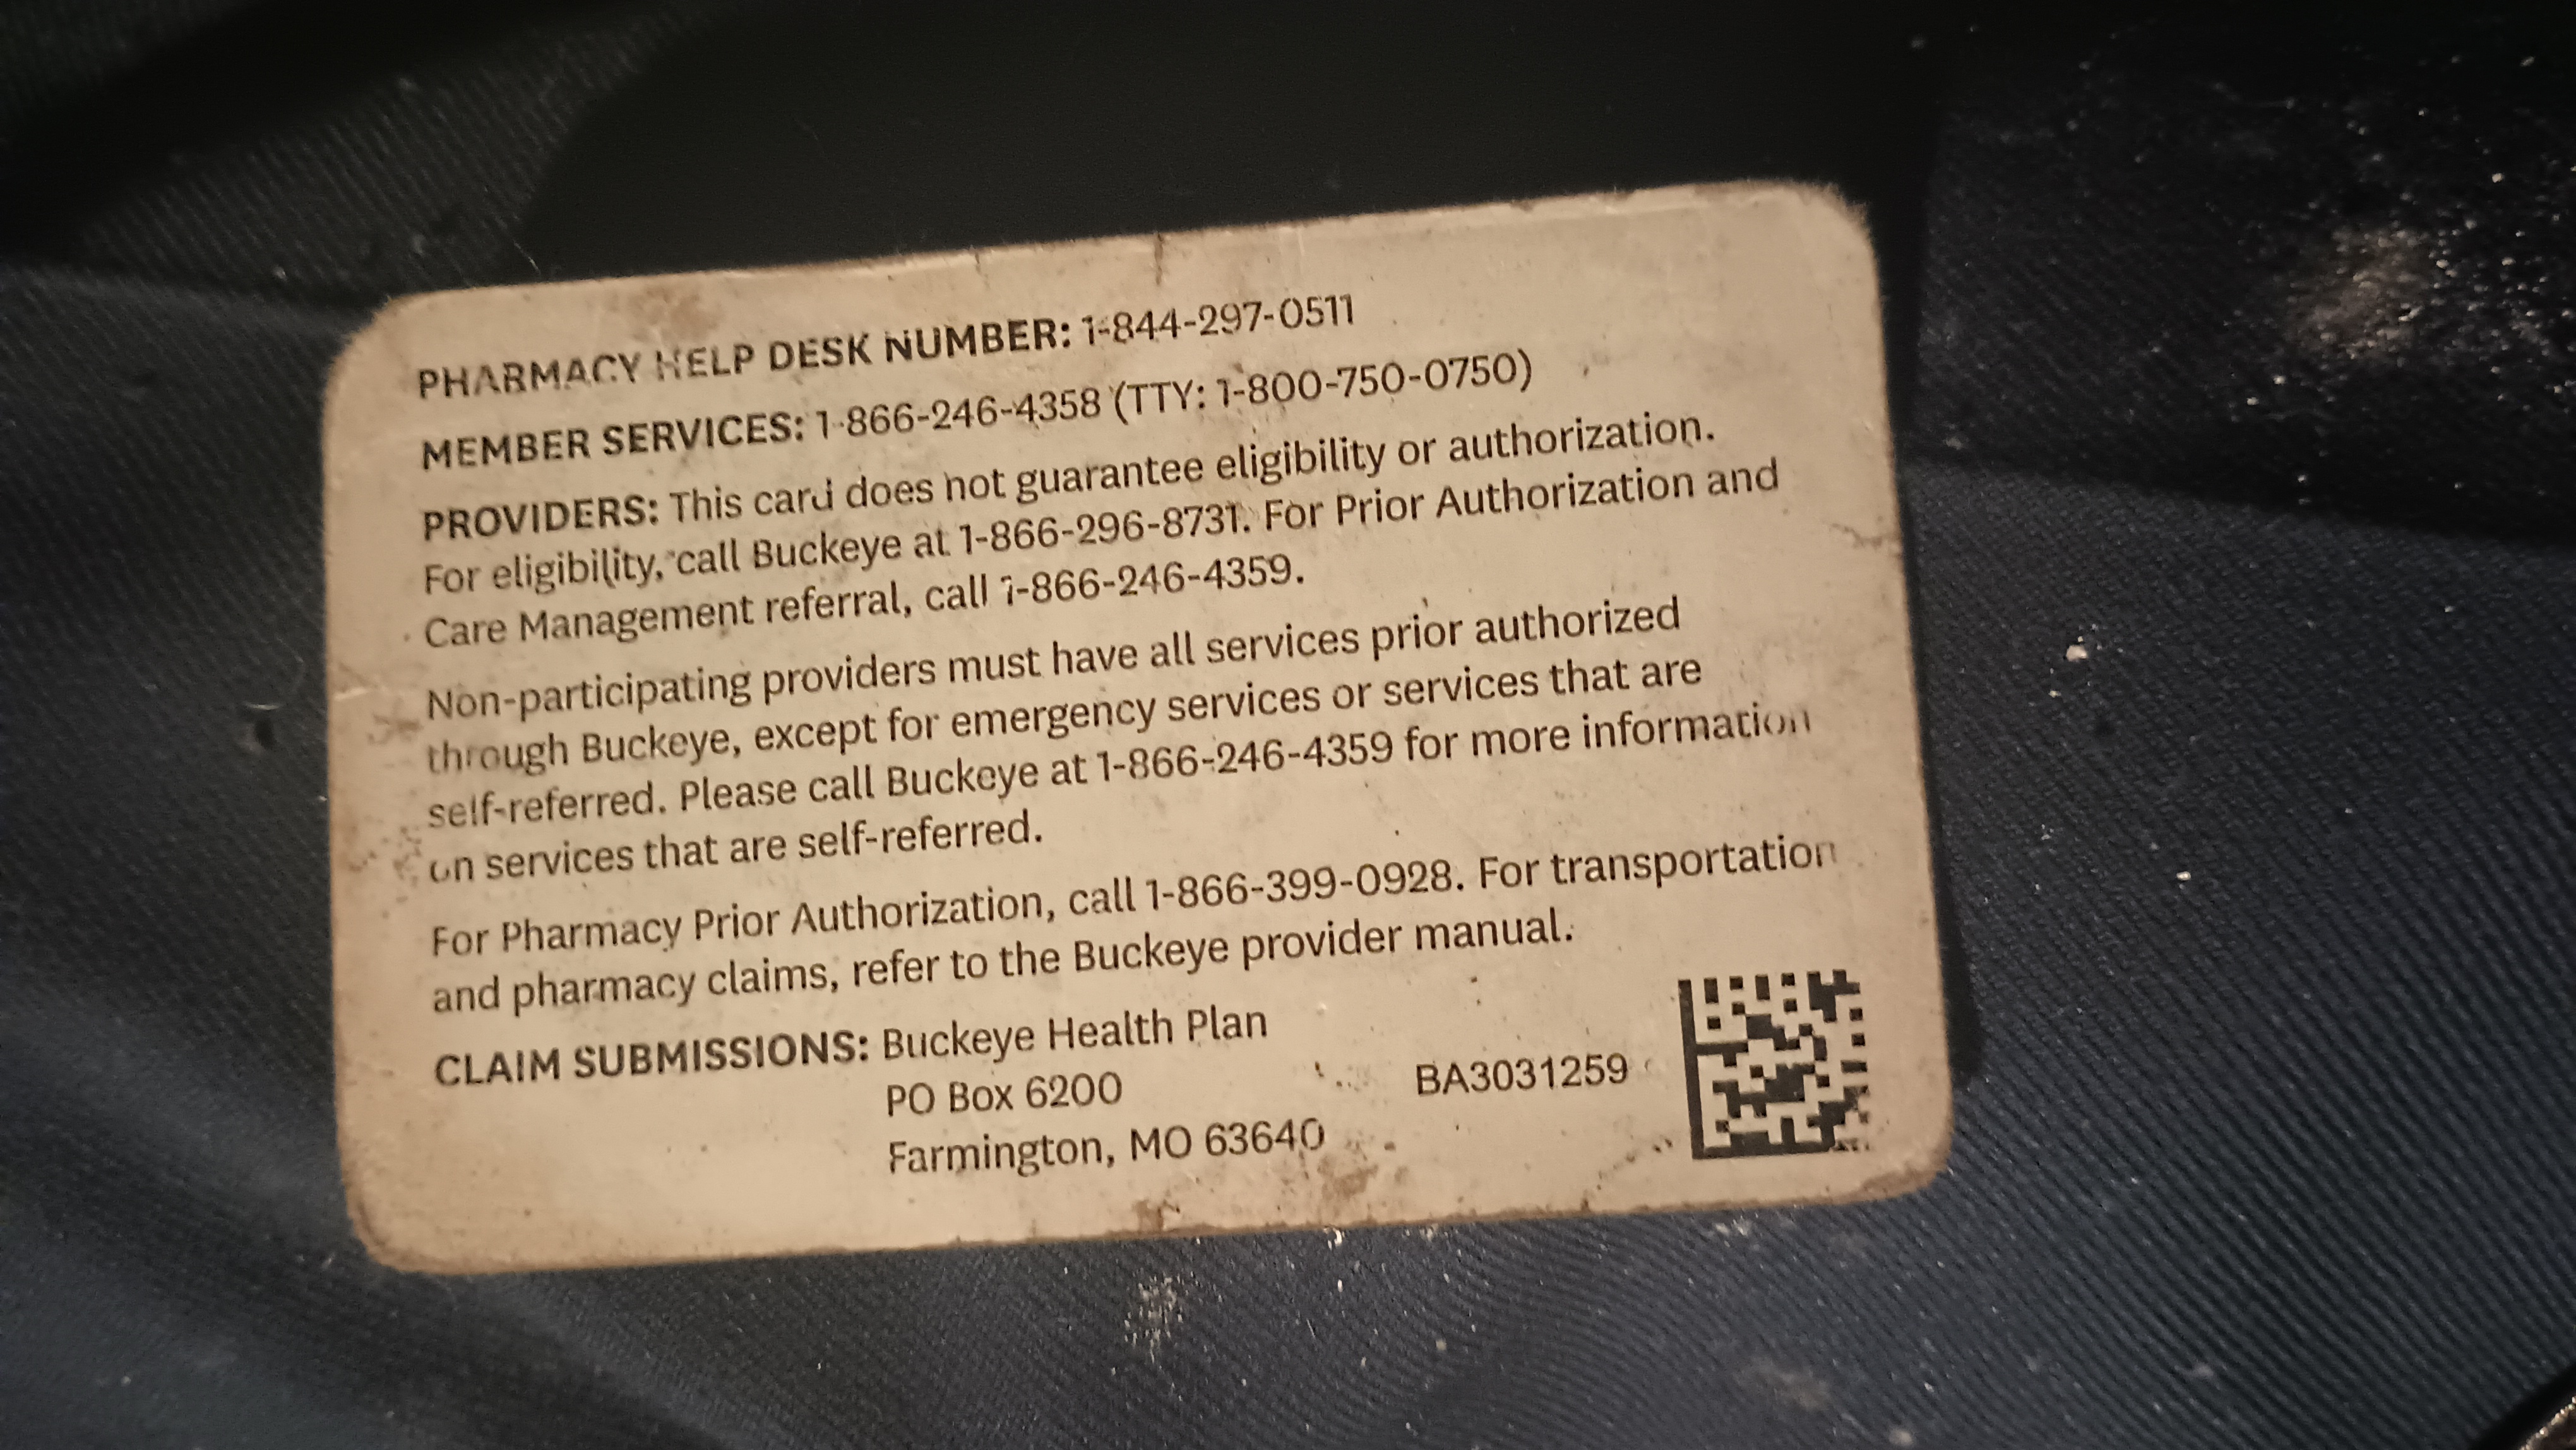 PHARMACY HELP DESK NUMBER: 1-844-297-0511
MEMBER SERVICES: 1-866-246-4358 (TTY: 1-800-750-0750)
PROVIDERS: This card does not guarantee eligibility or authorization.
For eligibility, call Buckeye at 1-866-296-8731. For Prior Authorization and
Care Management referral, call 1-866-246-4359.
Non-participating providers must have all services prior authorized
through Buckeye, except for emergency services or services that are
self-referred. Please call Buckeye at 1-866-246-4359 for more information
on services that are self-referred.
For Pharmacy Prior Authorization, call 1-866-399-0928. For transportation
and pharmacy claims, refer to the Buckeye provider manual.
CLAIM SUBMISSIONS: Buckeye Health Plan
PO Box 6200
Farmington, MO 63640
BA3031259